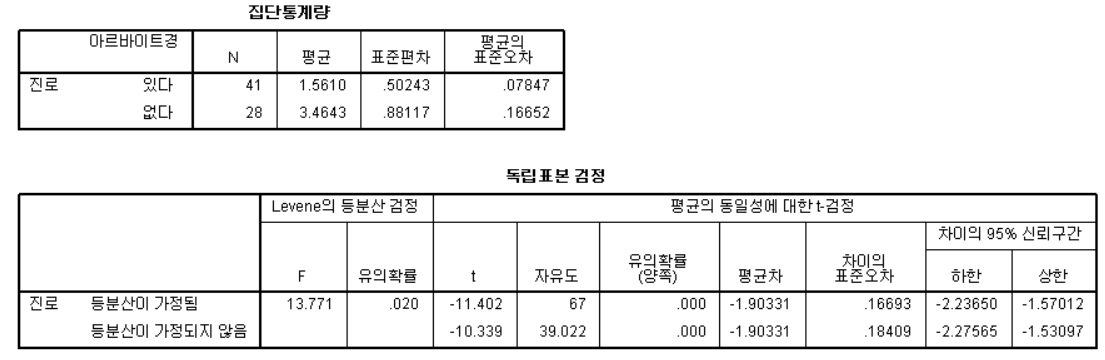 집단통계량
아르바이트경 N 평균 표준편차 평균의 표준오차
진로 있다 41 1.5610 .50243 .07847
없다 28 3.4643 .88117 .16652
독립표본 검정
Levene의 등분산 검정 평균의 동일성에 대한 t-검정
차이의 95% 신뢰구간
F 유의확률 t 자유도 유의확률 (양쪽) 평균차 차이의 표준오차 하한 상한
진로 등분산이 가정됨 13.771 .020 -11.402 67 .000 -1.90331 .16693 -2.23650 -1.57012
등분산이 가정되지 않음 -10.339 39.022 .000 -1.90331 .18409 -2.27565 -1.53097